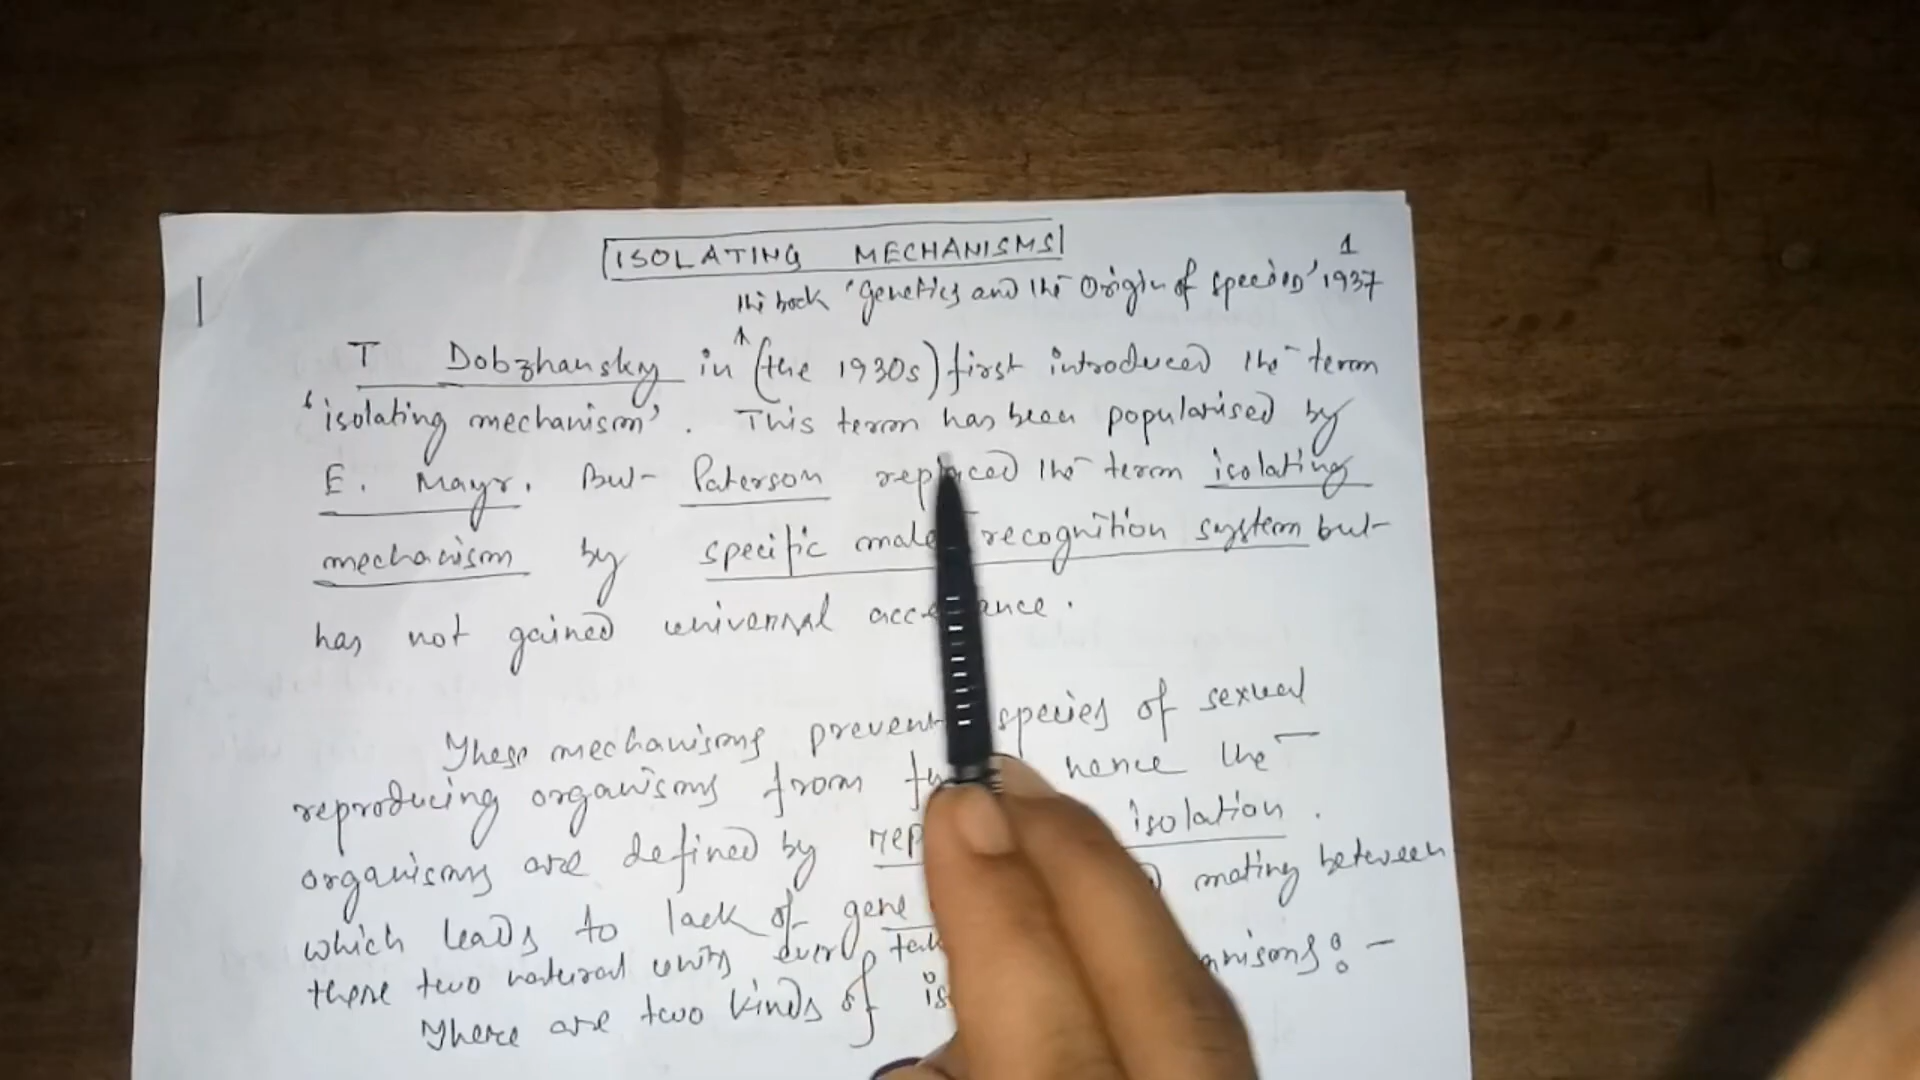 ISOLATING MECHANISMS
1
the book 'Genetics and the Origin of species' 1937
T Dobzhansky in (the 1930s) first introduced the term
'isolating mechanism'. This term has been popularised by
E. Mayr. But Paterson replaced the term isolating
mechanism by specific mate recognition system but
has not gained universal acceptance.
These mechanisms prevent species of sexual
reproducing organisms from hence the
organisms are defined by isolation.
which leads to lack of gene mating between
these two natural units even
There are two kinds of :-